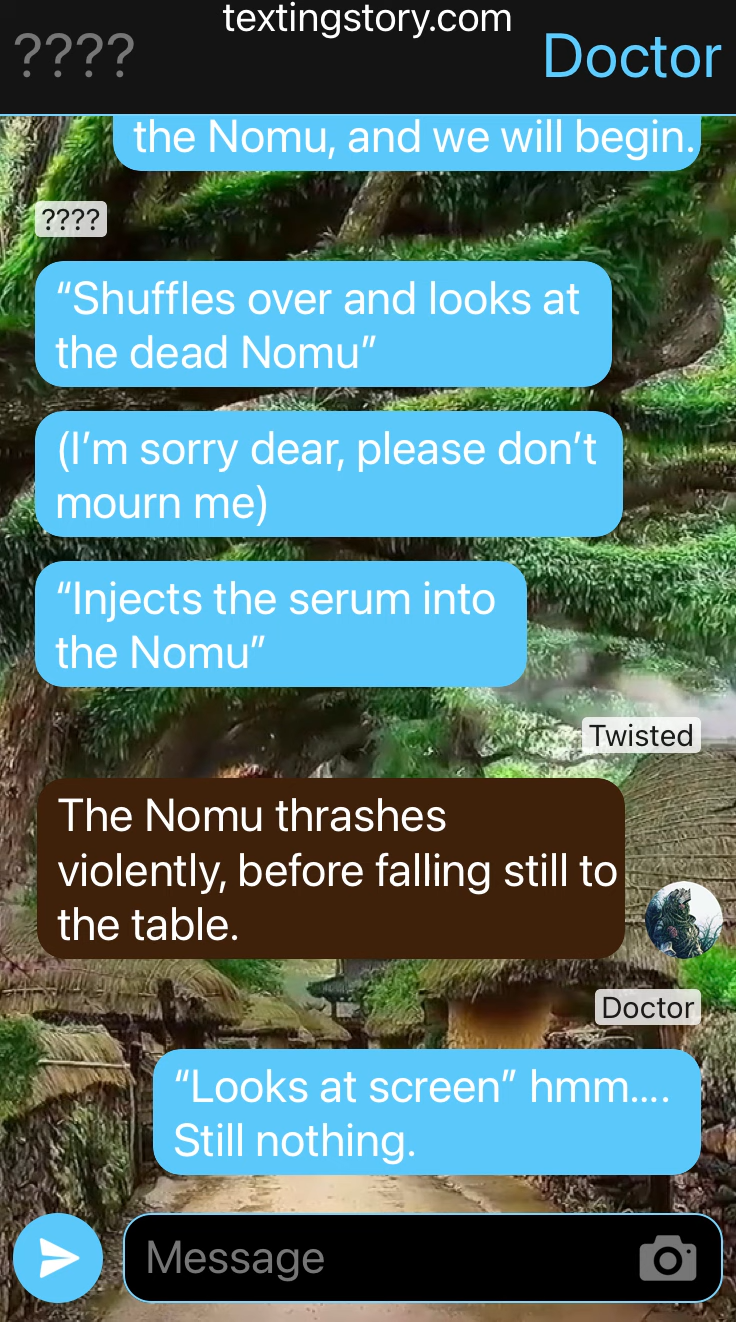 textingstory.com
????
Doctor
the Nomu, and we will begin.
????
“Shuffles over and looks at
the dead Nomu”
(I’m sorry dear, please don’t
mourn me)
“Injects the serum into
the Nomu”
Twisted
The Nomu thrashes
violently, before falling still to
the table.
Doctor
“Looks at screen” hmm....
Still nothing.
Message